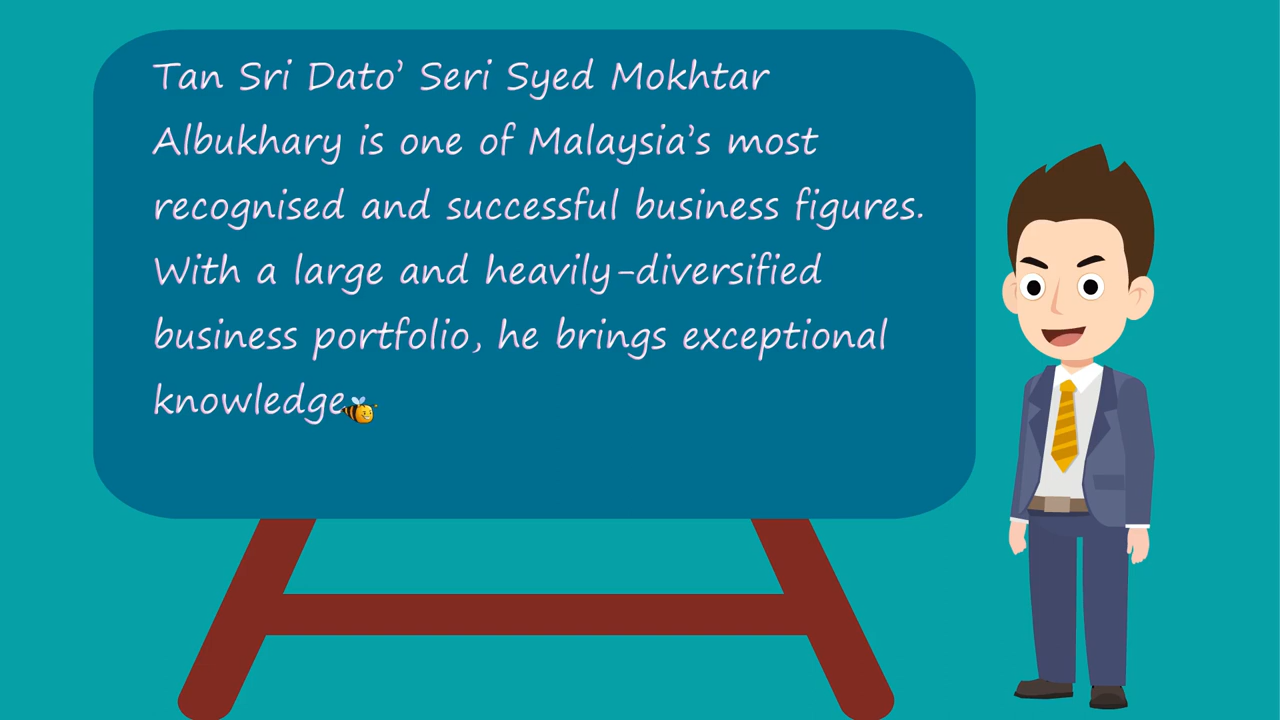 Tan Sri Dato’ Seri Syed Mokhtar
Albukhary is one of Malaysia’s most
recognised and successful business figures.
With a large and heavily-diversified
business portfolio, he brings exceptional
knowledge